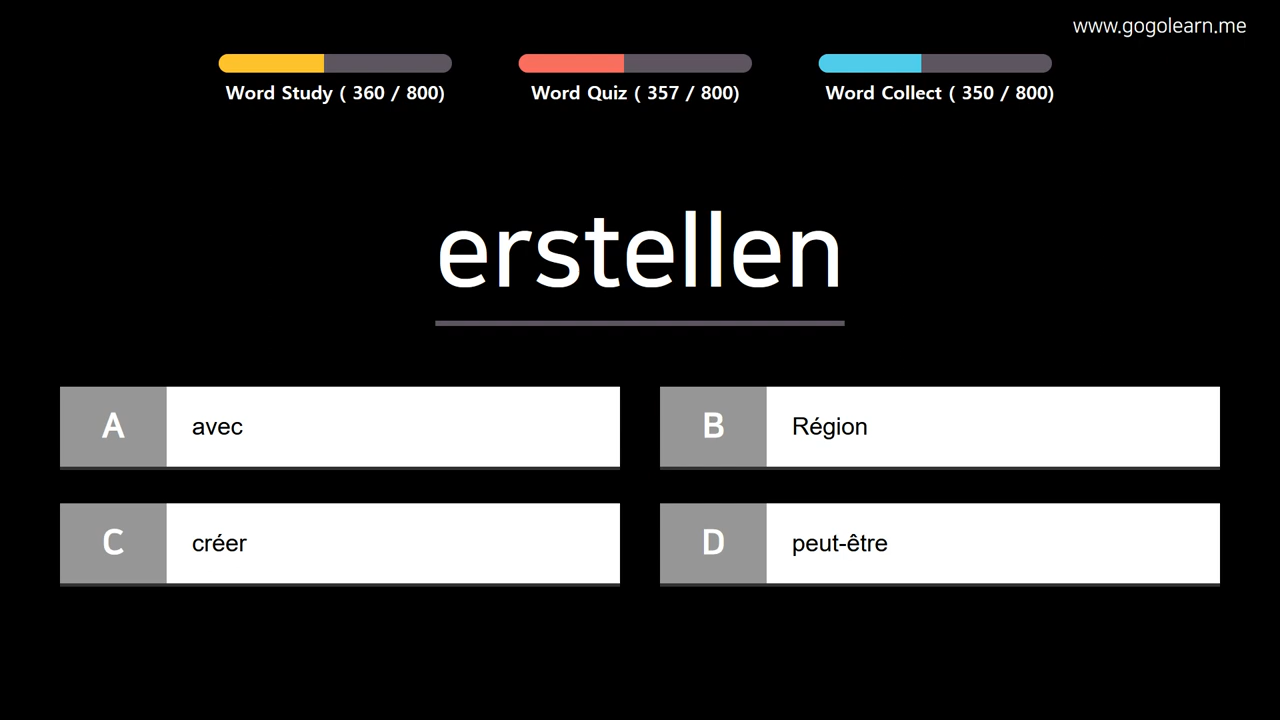 www.gogolearn.me
Word Study ( 360 / 800)
Word Quiz ( 357 / 800)
Word Collect ( 350 / 800)
erstellen
A
avec
B
Région
C
créer
D
peut-être